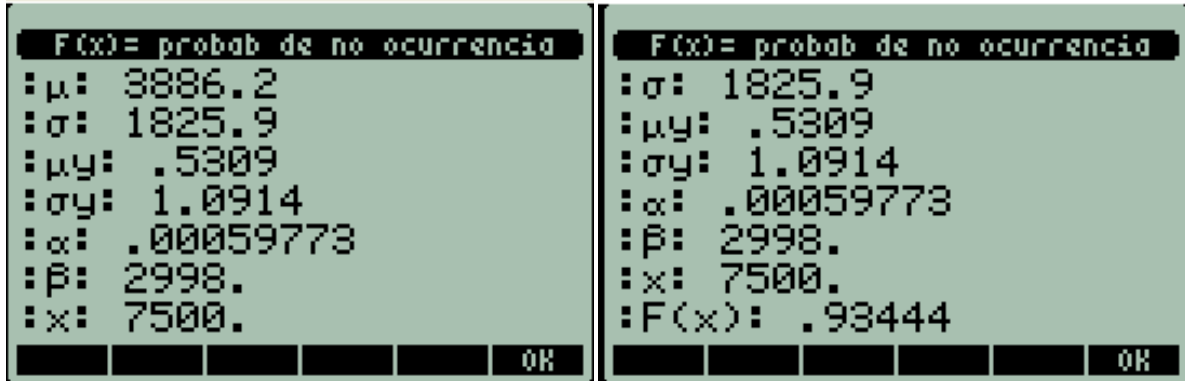 F(x)= probab de no ocurrencia
:μ: 3886.2
:σ: 1825.9
:μy: .5309
:σy: 1.0914
:α: .00059773
:β: 2998.
:x: 7500.
OK
F(x)= probab de no ocurrencia
:σ: 1825.9
:μy: .5309
:σy: 1.0914
:α: .00059773
:β: 2998.
:x: 7500.
:F(x): .93444
OK